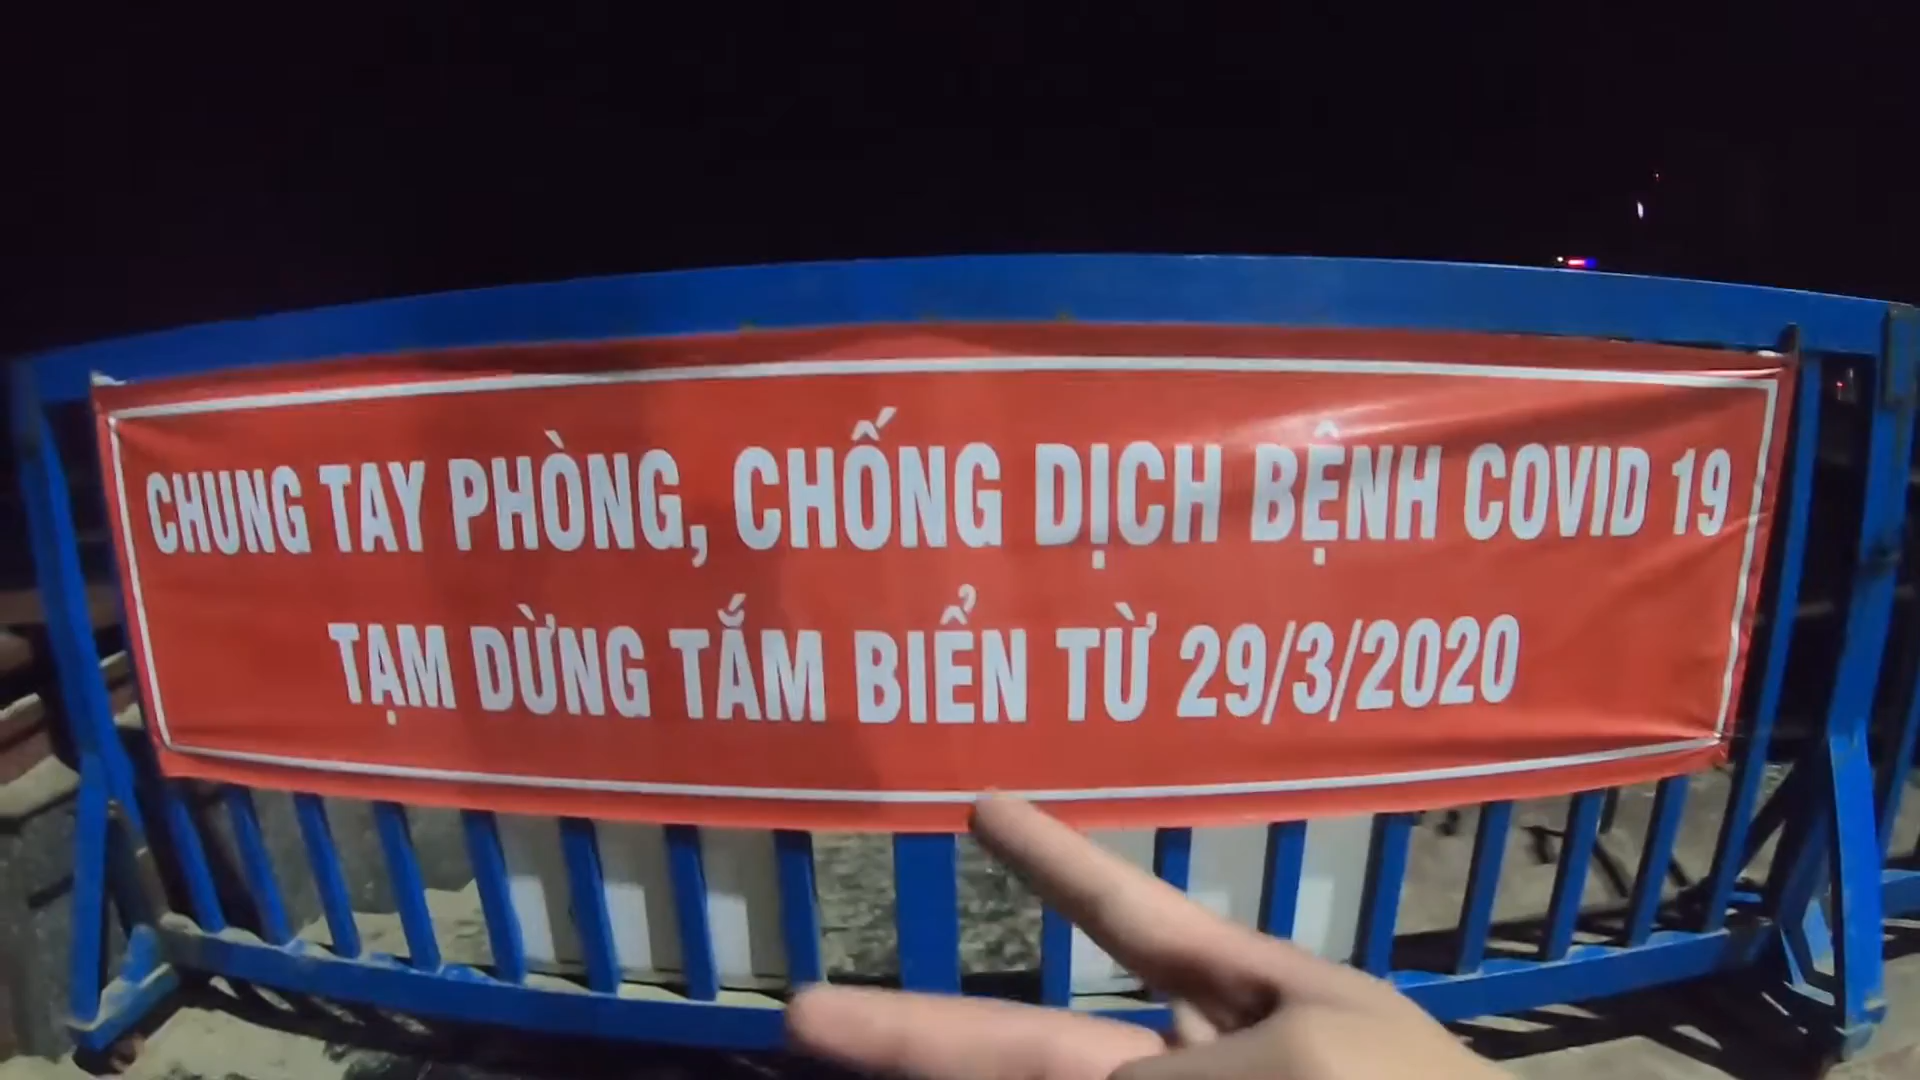 CHUNG TAY PHÒNG, CHỐNG DỊCH BỆNH COVID 19
TẠM DỪNG TẮM BIỂN TỪ 29/3/2020